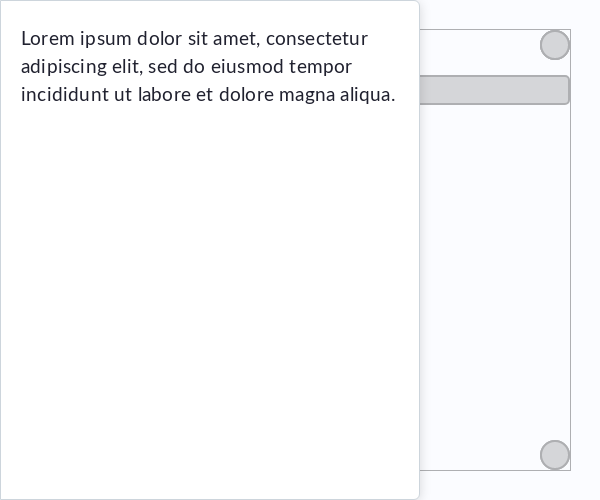 Lorem ipsum dolor sit amet, consectetur
adipiscing elit, sed do eiusmod tempor
incididunt ut labore et dolore magna aliqua.